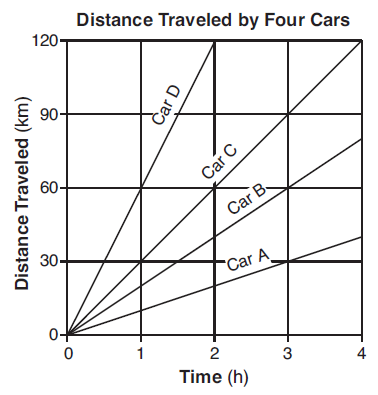 Distance Traveled by Four Cars
Distance Traveled (km)
120
90
60
30
0
Car D
Car C
Car B
Car A
0 1 2 3 4
Time (h)